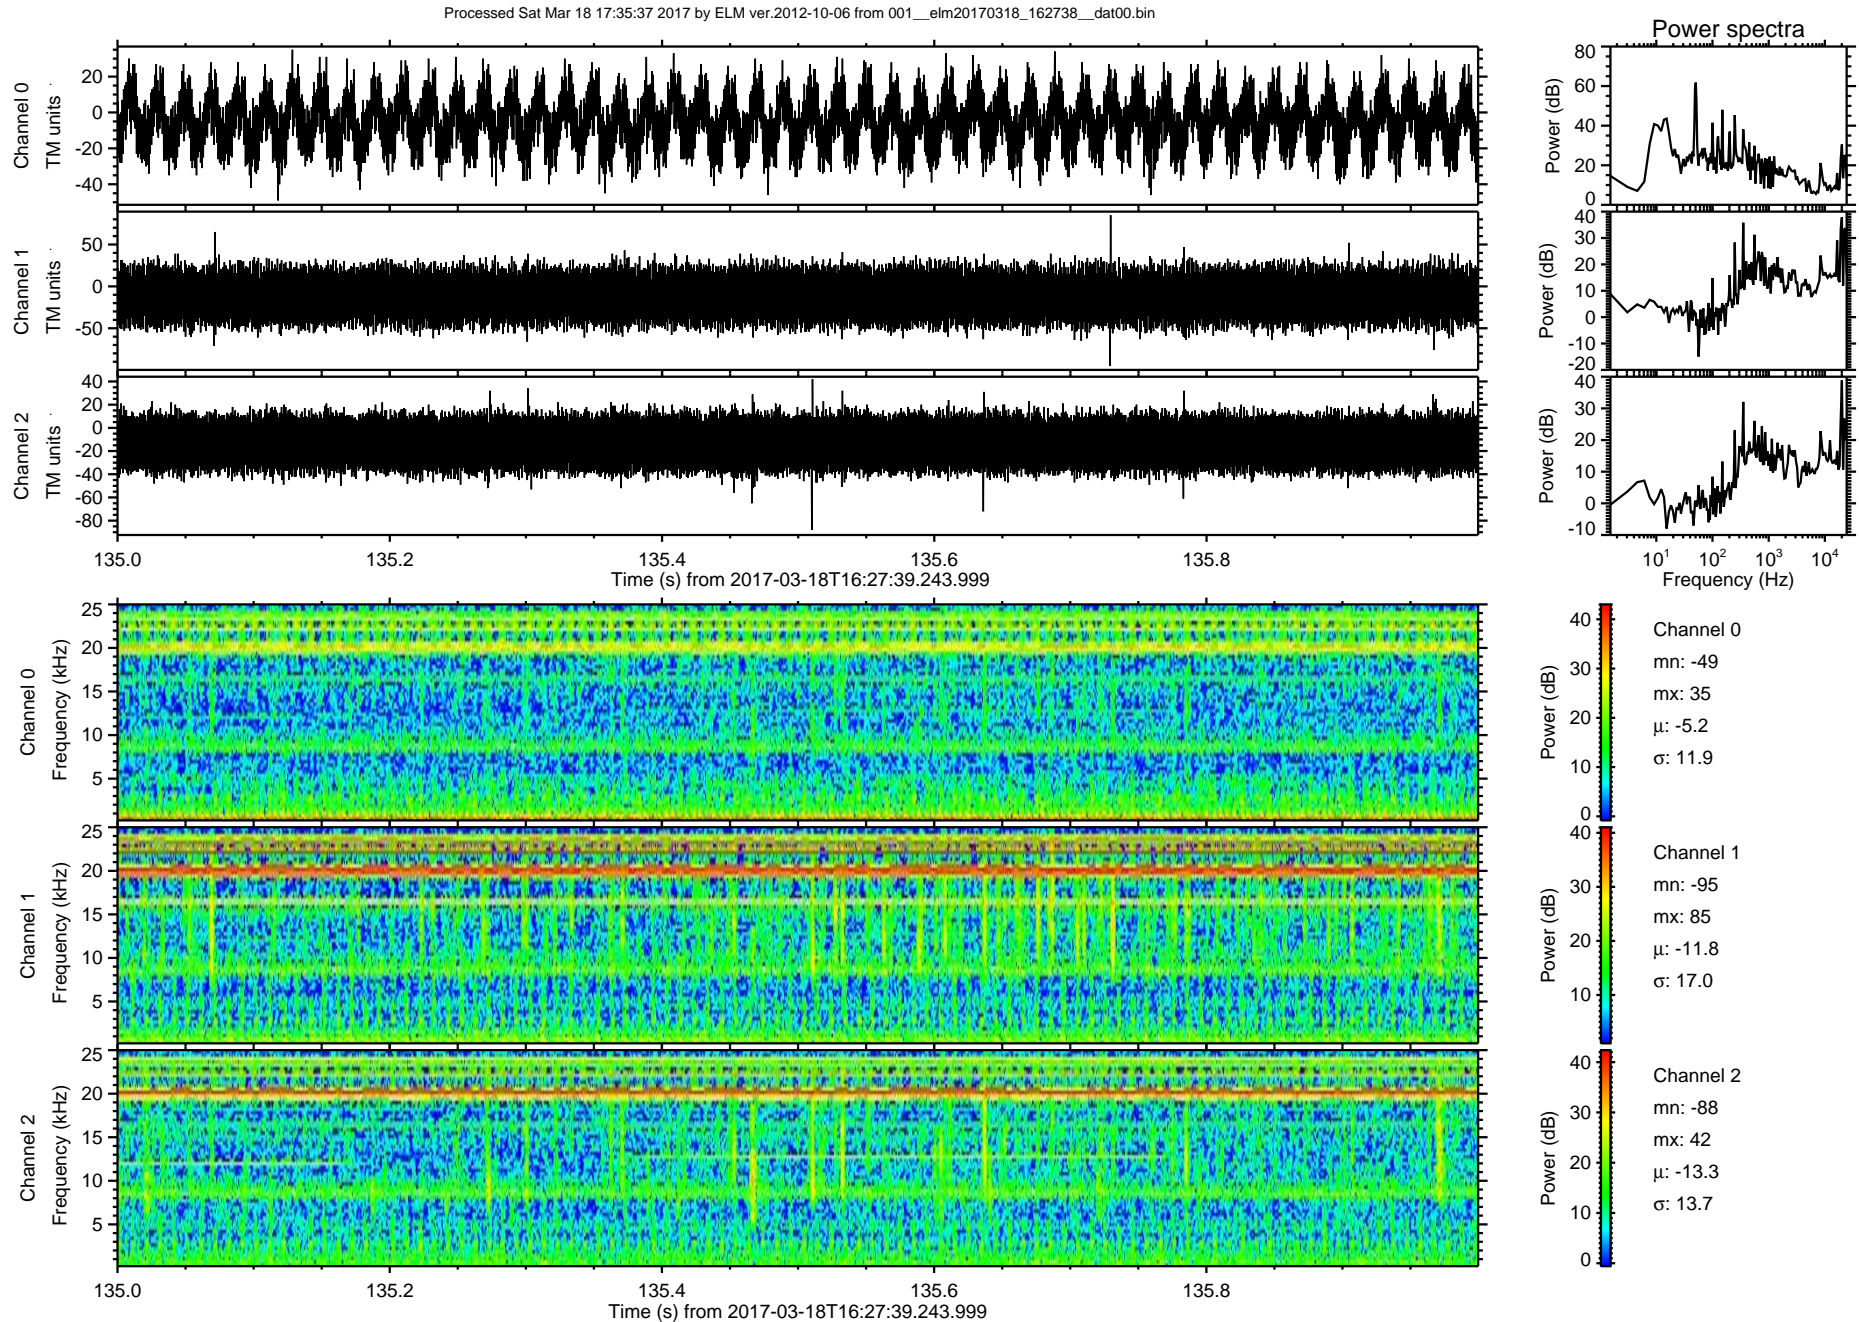 Processed Sat Mar 18 17:35:37 2017 by ELM ver.2012-10-06 from 001__elm20170318_162738__dat00.bin
Power spectra
Channel 0
TM units
20
0
-20
-40
Power (dB)
80
60
40
20
0
Channel 1
TM units
50
0
-50
Power (dB)
40
30
20
10
0
-10
-20
Channel 2
TM units
40
20
0
-20
-40
-60
-80
Power (dB)
40
30
20
10
0
-10
135.0 135.2 135.4 135.6 135.8
Time (s) from 2017-03-18T16:27:39.243.999
10^1 10^2 10^3 10^4
Frequency (Hz)
Channel 0
Frequency (kHz)
25
20
15
10
5
Power (dB)
40
30
20
10
0
Channel 0
mn: -49
mx: 35
μ: -5.2
σ: 11.9
Channel 1
Frequency (kHz)
25
20
15
10
5
Power (dB)
40
30
20
10
Channel 1
mn: -95
mx: 85
μ: -11.8
σ: 17.0
Channel 2
Frequency (kHz)
25
20
15
10
5
Power (dB)
40
30
20
10
0
Channel 2
mn: -88
mx: 42
μ: -13.3
σ: 13.7
135.0 135.2 135.4 135.6 135.8
Time (s) from 2017-03-18T16:27:39.243.999